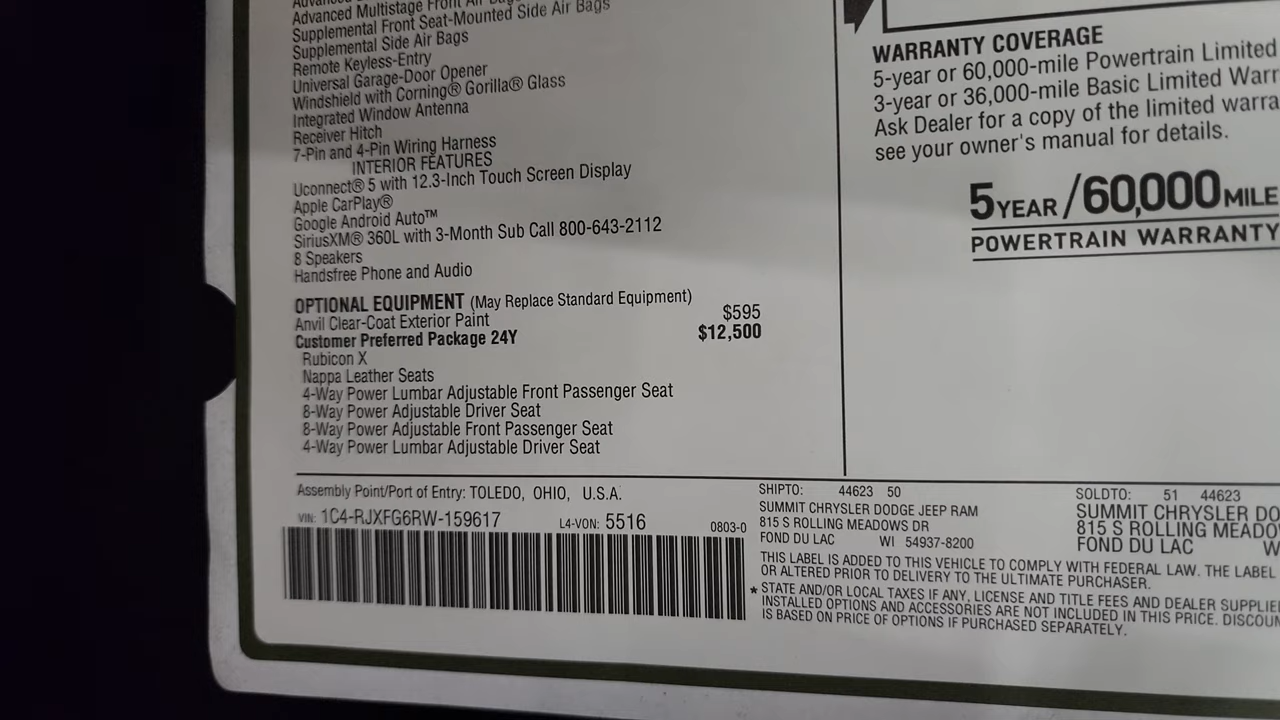 Advanced Multistage Front Air Bags
Supplemental Front Seat-Mounted Side Air Bags
Supplemental Side Air Bags
Remote Keyless-Entry
Universal Garage-Door Opener
Windshield with Corning® Gorilla® Glass
Integrated Window Antenna
Receiver Hitch
7-Pin and 4-Pin Wiring Harness
INTERIOR FEATURES
Uconnect® 5 with 12.3-Inch Touch Screen Display
Apple CarPlay®
Google Android Auto™
SiriusXM® 360L with 3-Month Sub Call 800-643-2112
8 Speakers
Handsfree Phone and Audio
OPTIONAL EQUIPMENT (May Replace Standard Equipment)
Anvil Clear-Coat Exterior Paint $595
Customer Preferred Package 24Y $12,500
Rubicon X
Nappa Leather Seats
4-Way Power Lumbar Adjustable Front Passenger Seat
8-Way Power Adjustable Driver Seat
8-Way Power Adjustable Front Passenger Seat
4-Way Power Lumbar Adjustable Driver Seat
WARRANTY COVERAGE
5-year or 60,000-mile Powertrain Limited
3-year or 36,000-mile Basic Limited Warr
Ask Dealer for a copy of the limited warra
see your owner's manual for details.
5 YEAR / 60,000 MILE
POWERTRAIN WARRANTY
Assembly Point/Port of Entry: TOLEDO, OHIO, U.S.A.
VIN: 1C4-RJXFG6RW-159617 L4-VON: 5516 0803-0
SHIPTO: 44623 50
SUMMIT CHRYSLER DODGE JEEP RAM
815 S ROLLING MEADOWS DR
FOND DU LAC WI 54937-8200
SOLDTO: 51 44623
SUMMIT CHRYSLER DO
815 S ROLLING MEADO
FOND DU LAC W
THIS LABEL IS ADDED TO THIS VEHICLE TO COMPLY WITH FEDERAL LAW. THE LABEL
OR ALTERED PRIOR TO DELIVERY TO THE ULTIMATE PURCHASER.
* STATE AND/OR LOCAL TAXES IF ANY, LICENSE AND TITLE FEES AND DEALER SUPPLIE
INSTALLED OPTIONS AND ACCESSORIES ARE NOT INCLUDED IN THIS PRICE. DISCOUN
IS BASED ON PRICE OF OPTIONS IF PURCHASED SEPARATELY.